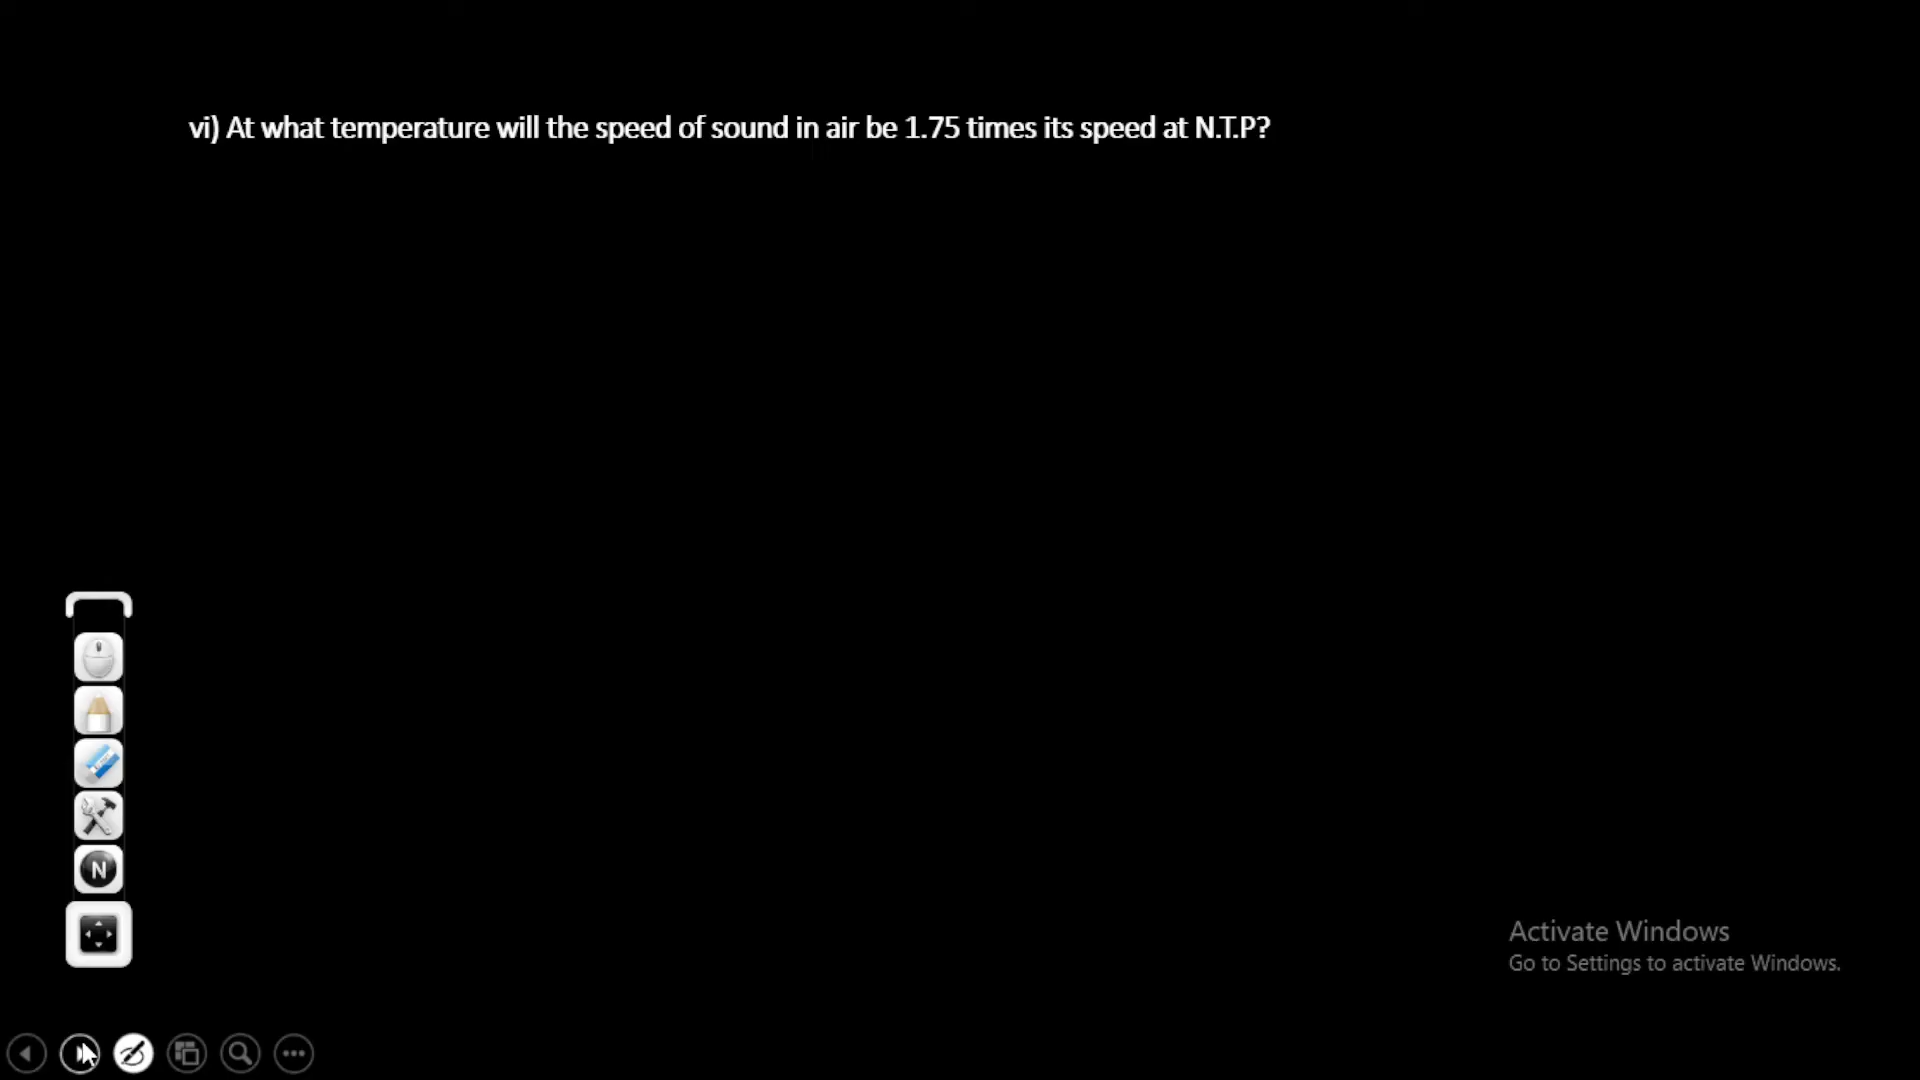 vi) At what temperature will the speed of sound in air be 1.75 times its speed at N.T.P?
N
Activate Windows
Go to Settings to activate Windows.